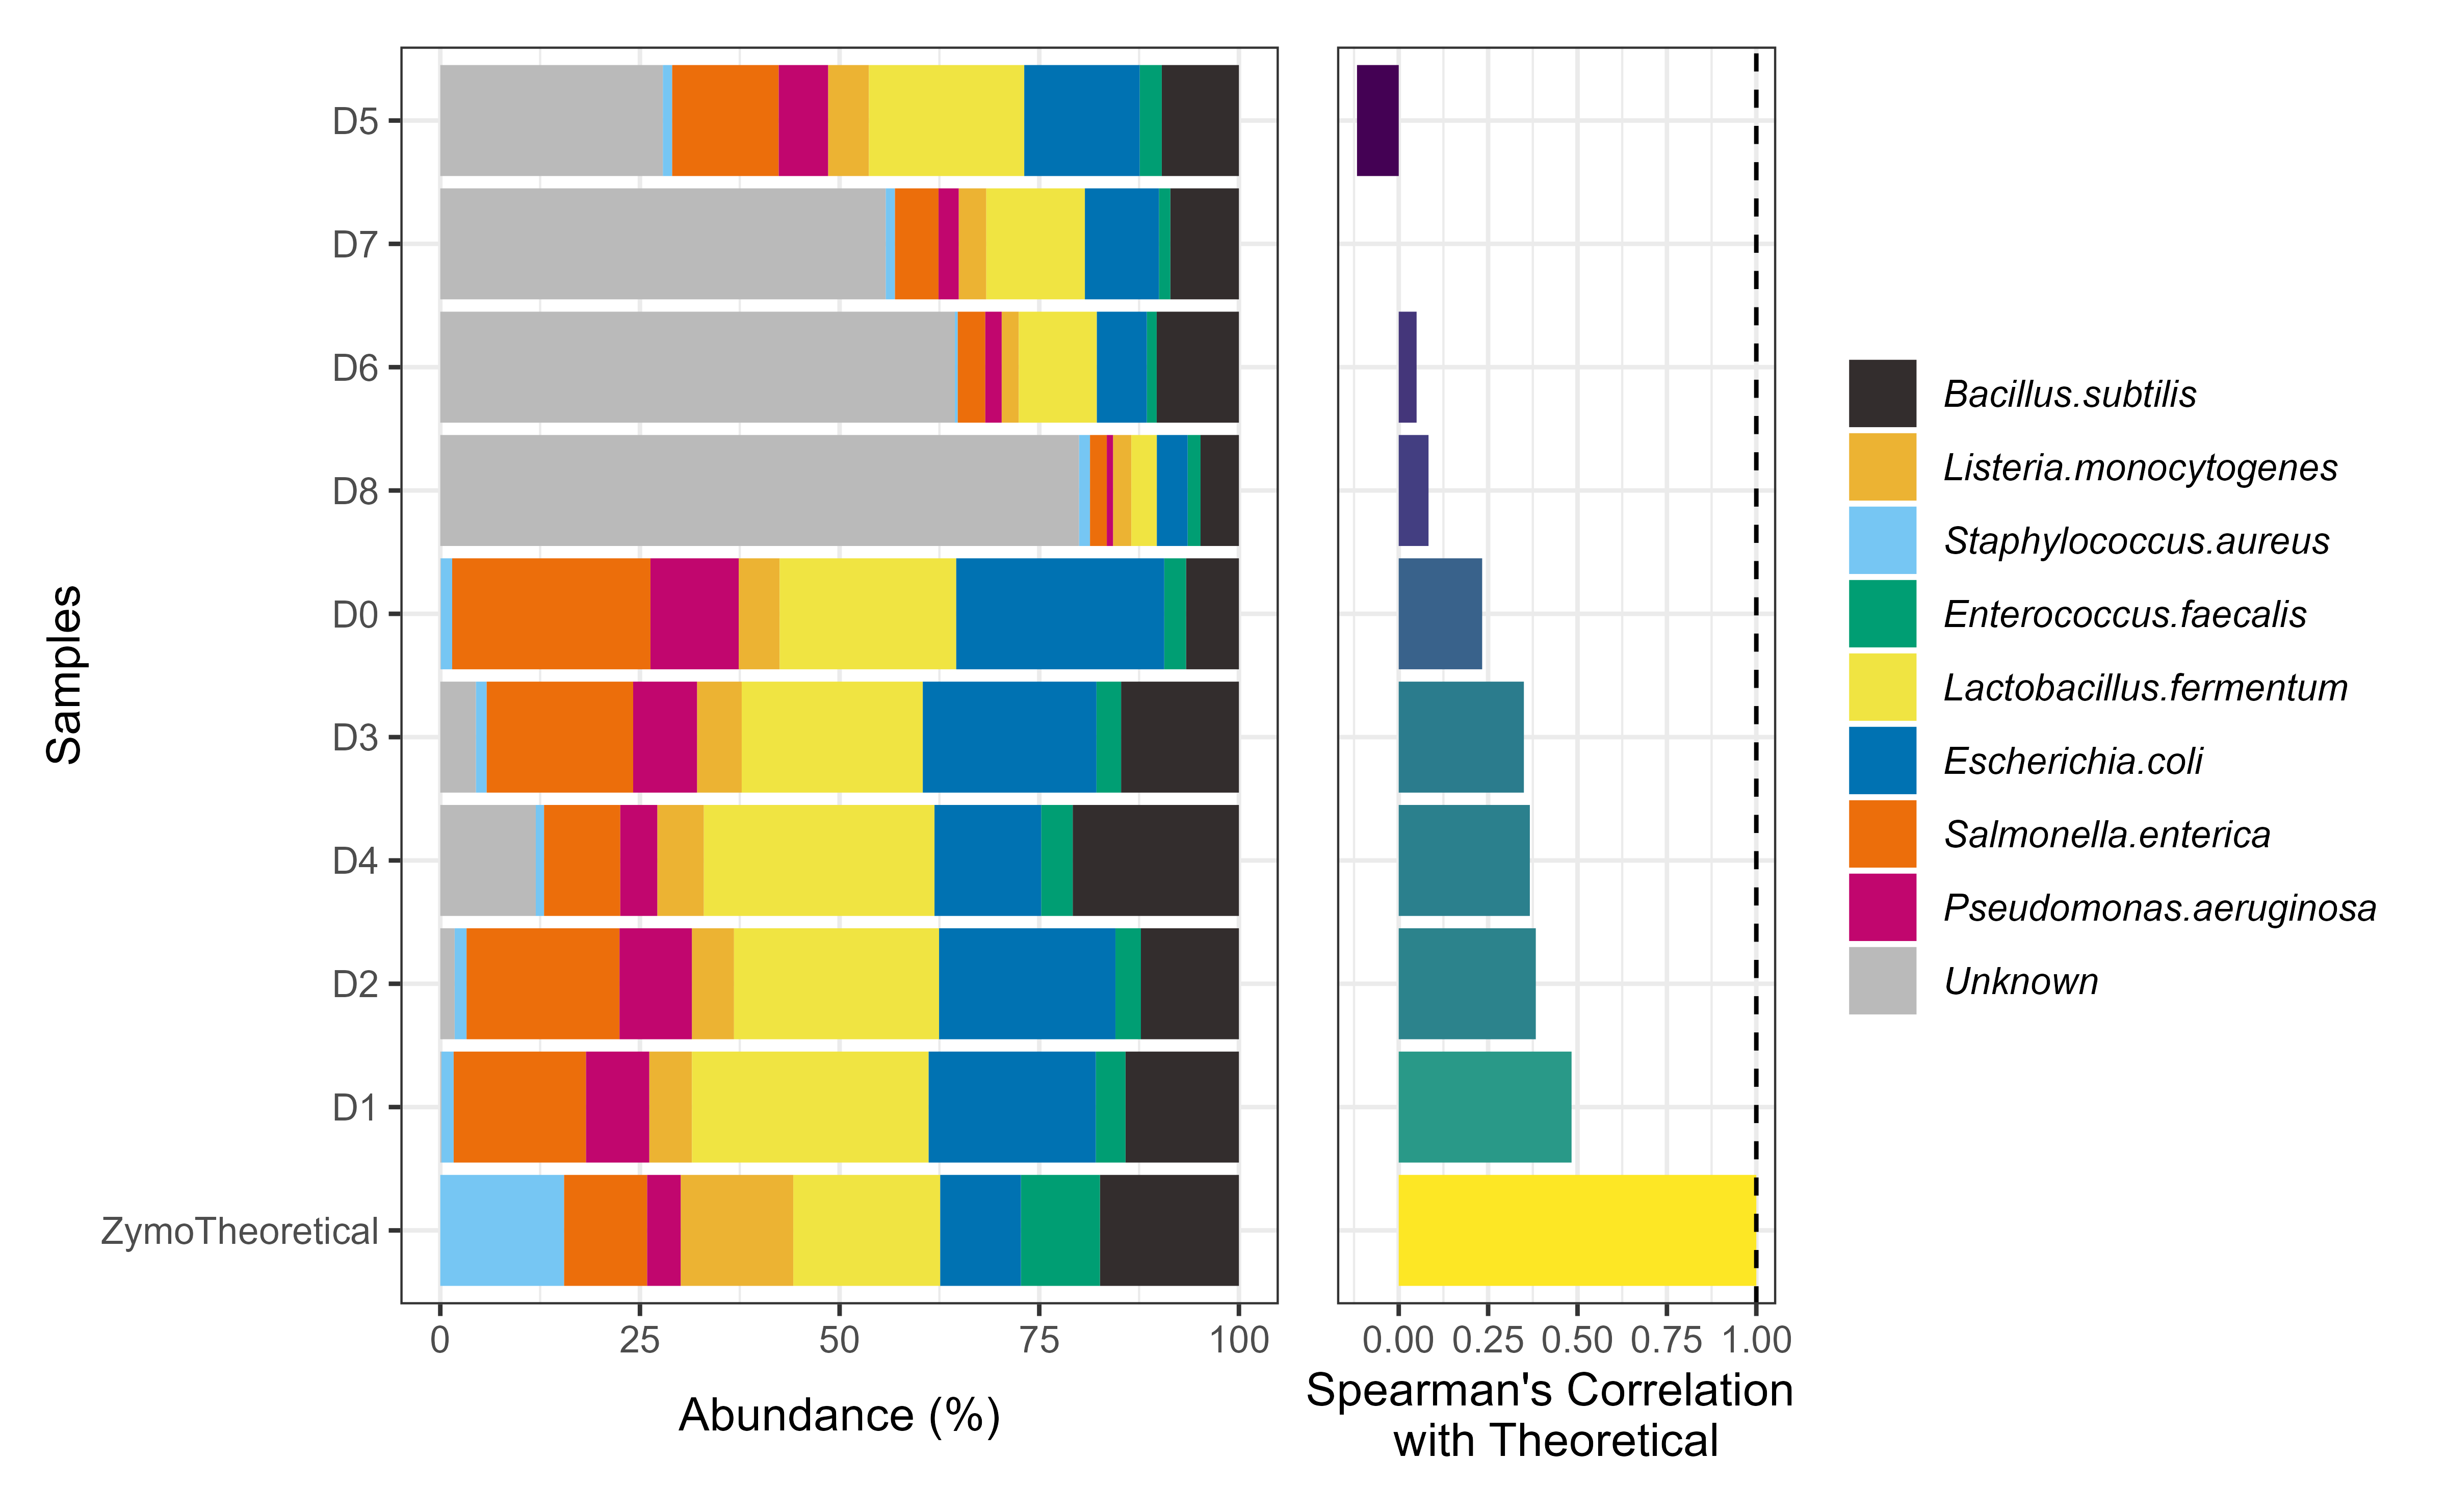 Samples
D5
D7
D6
D8
D0
D3
D4
D2
D1
ZymoTheoretical
0 25 50 75 100
Abundance (%)
0.00 0.25 0.50 0.75 1.00
Spearman's Correlation
with Theoretical
Bacillus.subtilis
Listeria.monocytogenes
Staphylococcus.aureus
Enterococcus.faecalis
Lactobacillus.fermentum
Escherichia.coli
Salmonella.enterica
Pseudomonas.aeruginosa
Unknown